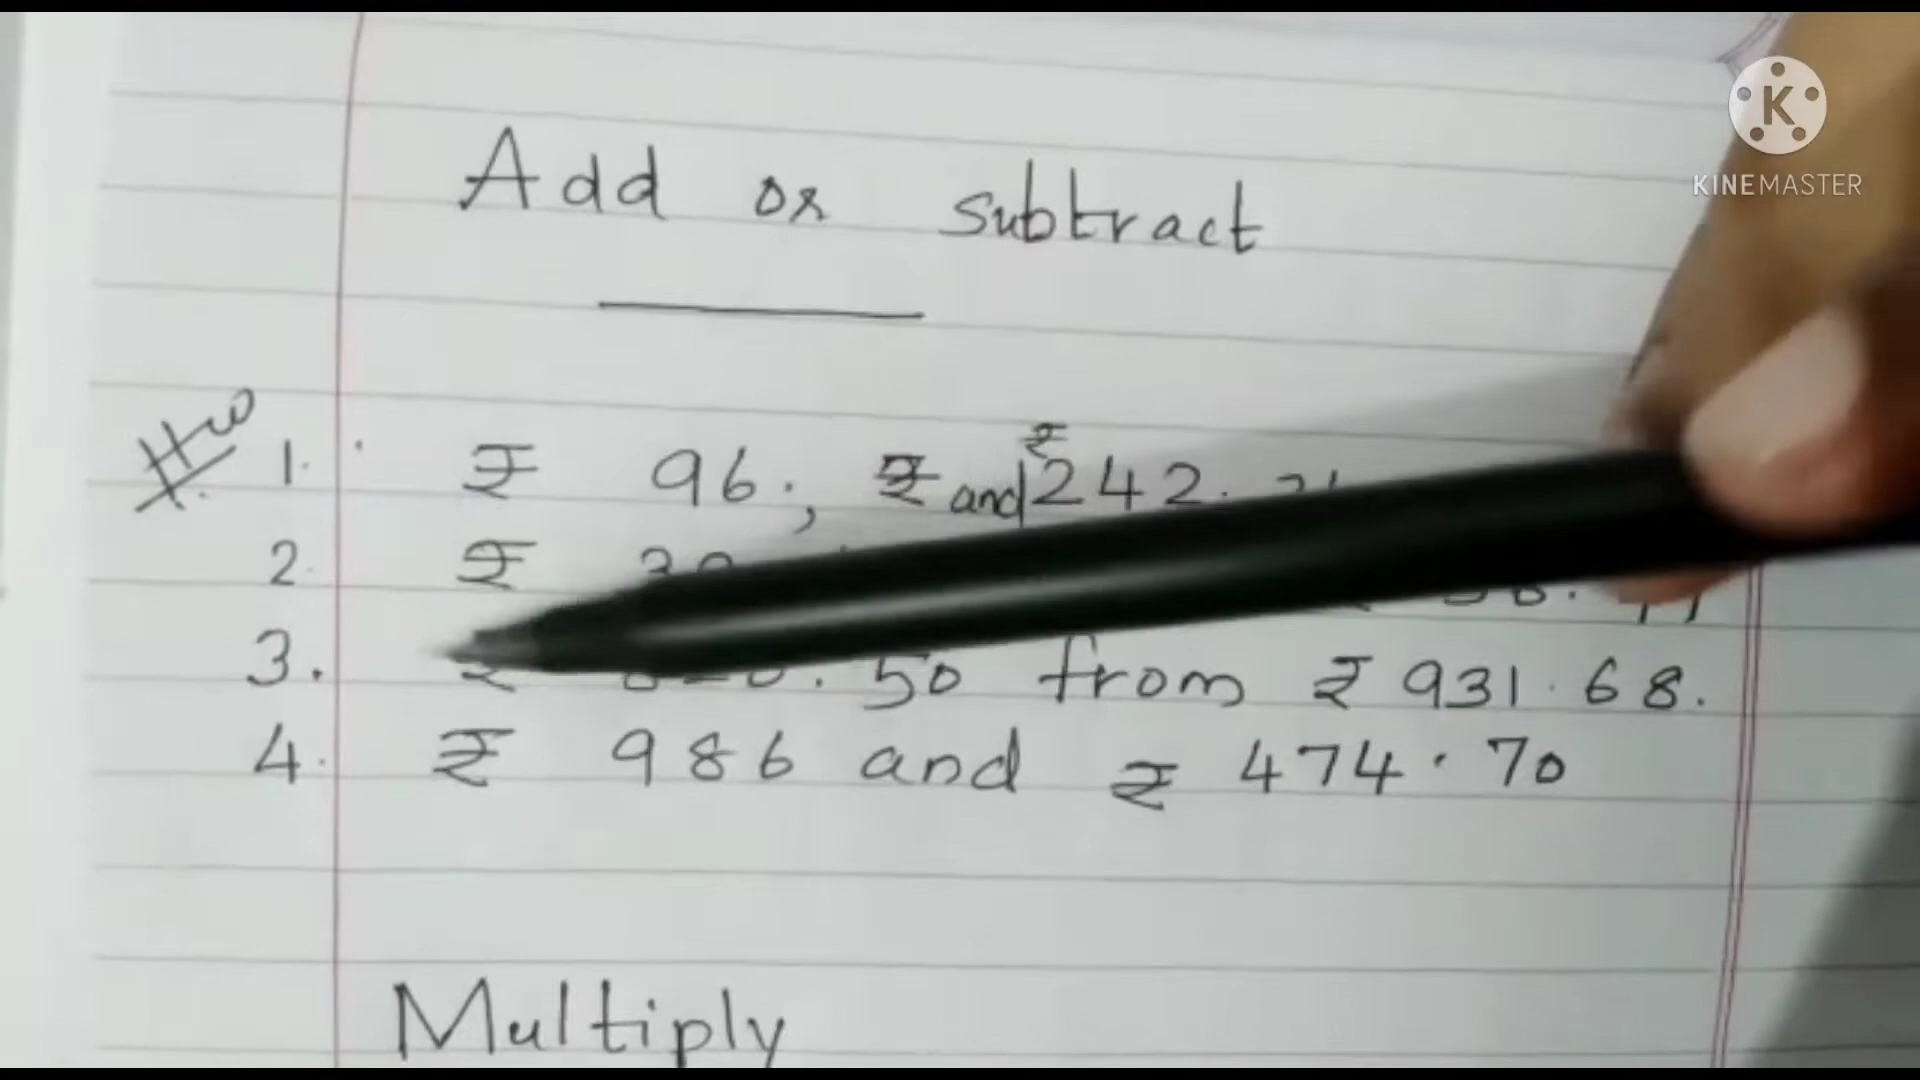 KINEMASTER
Add or subtract
HW 1. ₹ 96. , and ₹ 242.
2. ₹
3. ₹ .50 from ₹ 931.68.
4. ₹ 986 and ₹ 474.70
Multiply